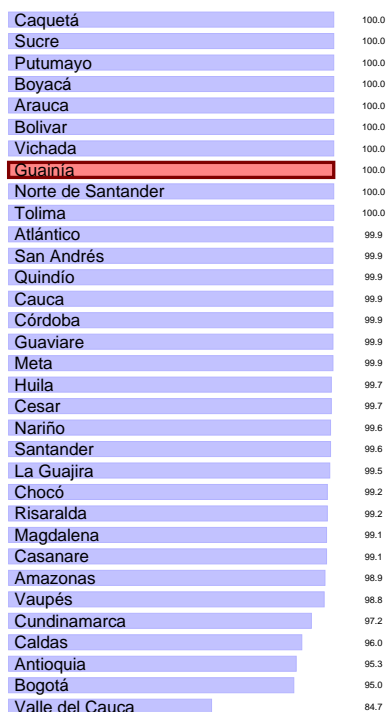 Caquetá 100.0
Sucre 100.0
Putumayo 100.0
Boyacá 100.0
Arauca 100.0
Bolivar 100.0
Vichada 100.0
Guainía 100.0
Norte de Santander 100.0
Tolima 100.0
Atlántico 99.9
San Andrés 99.9
Quindío 99.9
Cauca 99.9
Córdoba 99.9
Guaviare 99.9
Meta 99.9
Huila 99.7
Cesar 99.7
Nariño 99.6
Santander 99.6
La Guajira 99.5
Chocó 99.2
Risaralda 99.2
Magdalena 99.1
Casanare 99.1
Amazonas 98.9
Vaupés 98.8
Cundinamarca 97.2
Caldas 96.0
Antioquia 95.3
Bogotá 95.0
Valle del Cauca 84.7